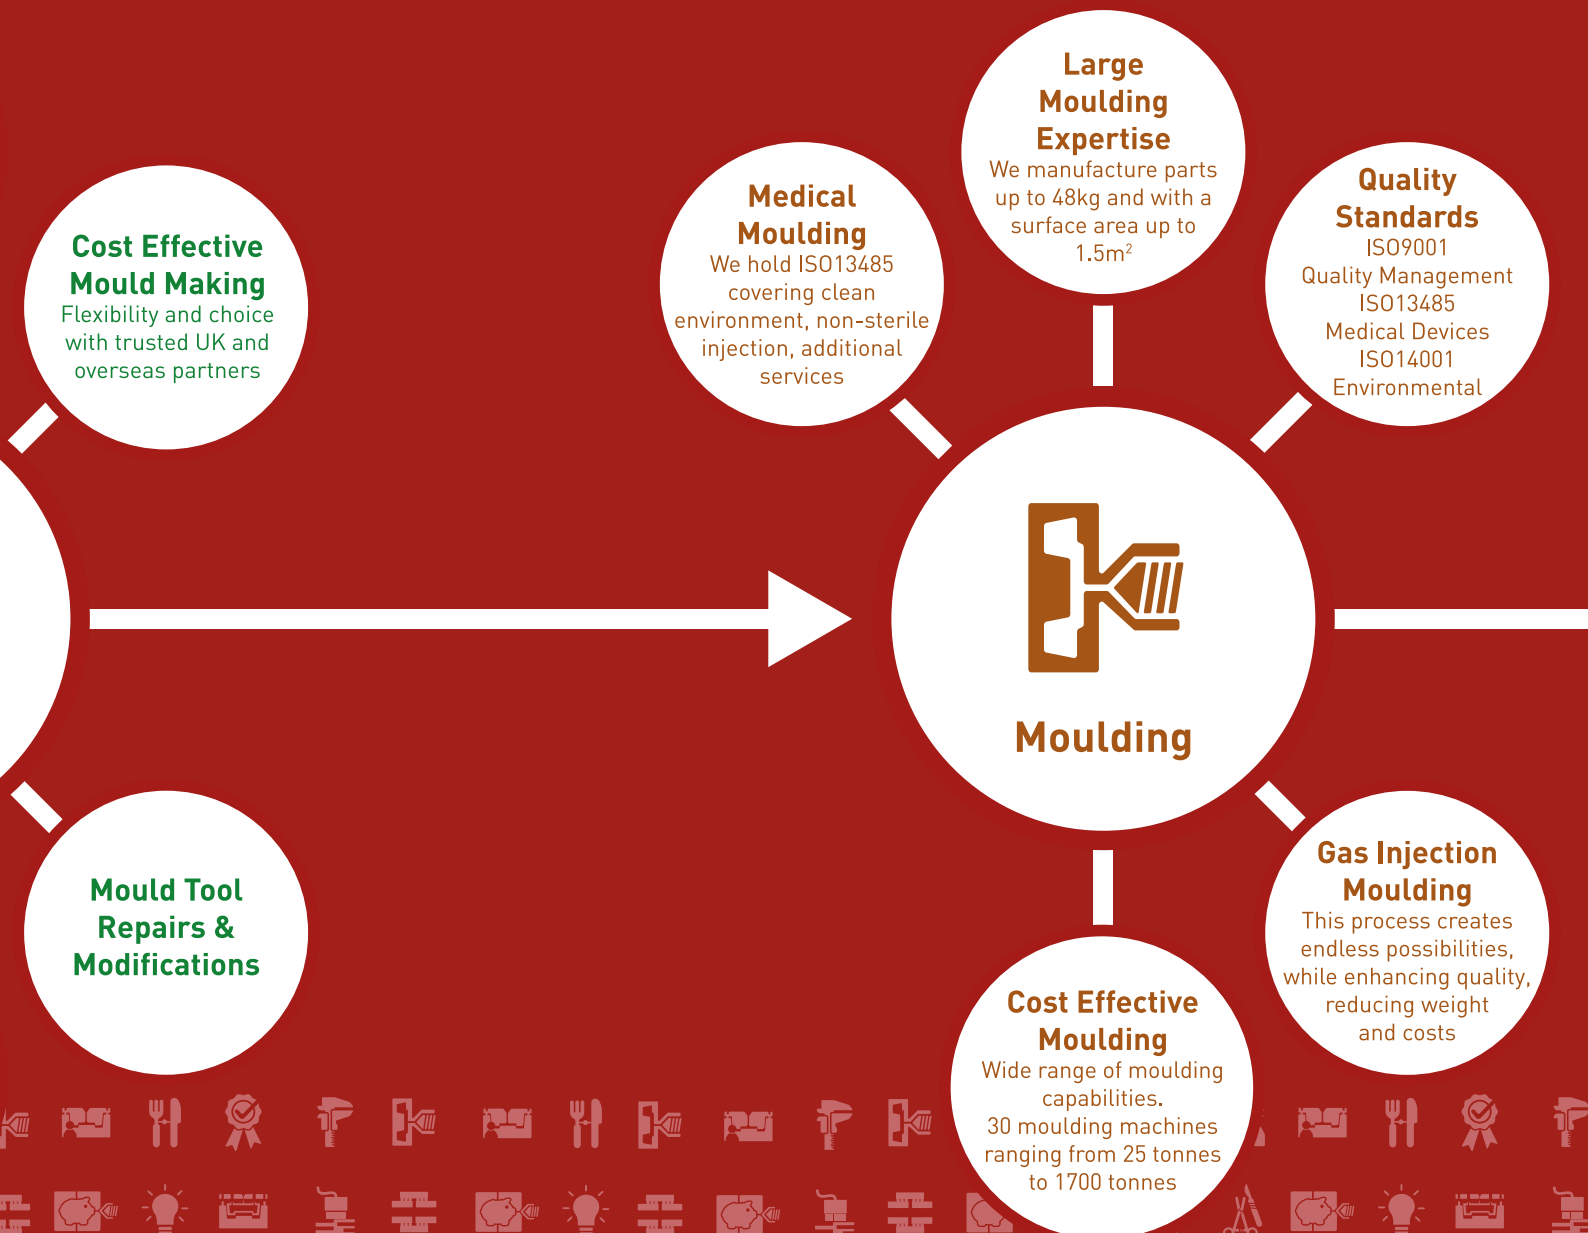 Cost Effective
Mould Making
Flexibility and choice
with trusted UK and
overseas partners
Mould Tool
Repairs &
Modifications
Medical
Moulding
We hold ISO13485
covering clean
environment, non-sterile
injection, additional
services
Large
Moulding
Expertise
We manufacture parts
up to 48kg and with a
surface area up to
1.5m²
Quality
Standards
ISO9001
Quality Management
ISO13485
Medical Devices
ISO14001
Environmental
Moulding
Gas Injection
Moulding
This process creates
endless possibilities,
while enhancing quality,
reducing weight
and costs
Cost Effective
Moulding
Wide range of moulding
capabilities.
30 moulding machines
ranging from 25 tonnes
to 1700 tonnes